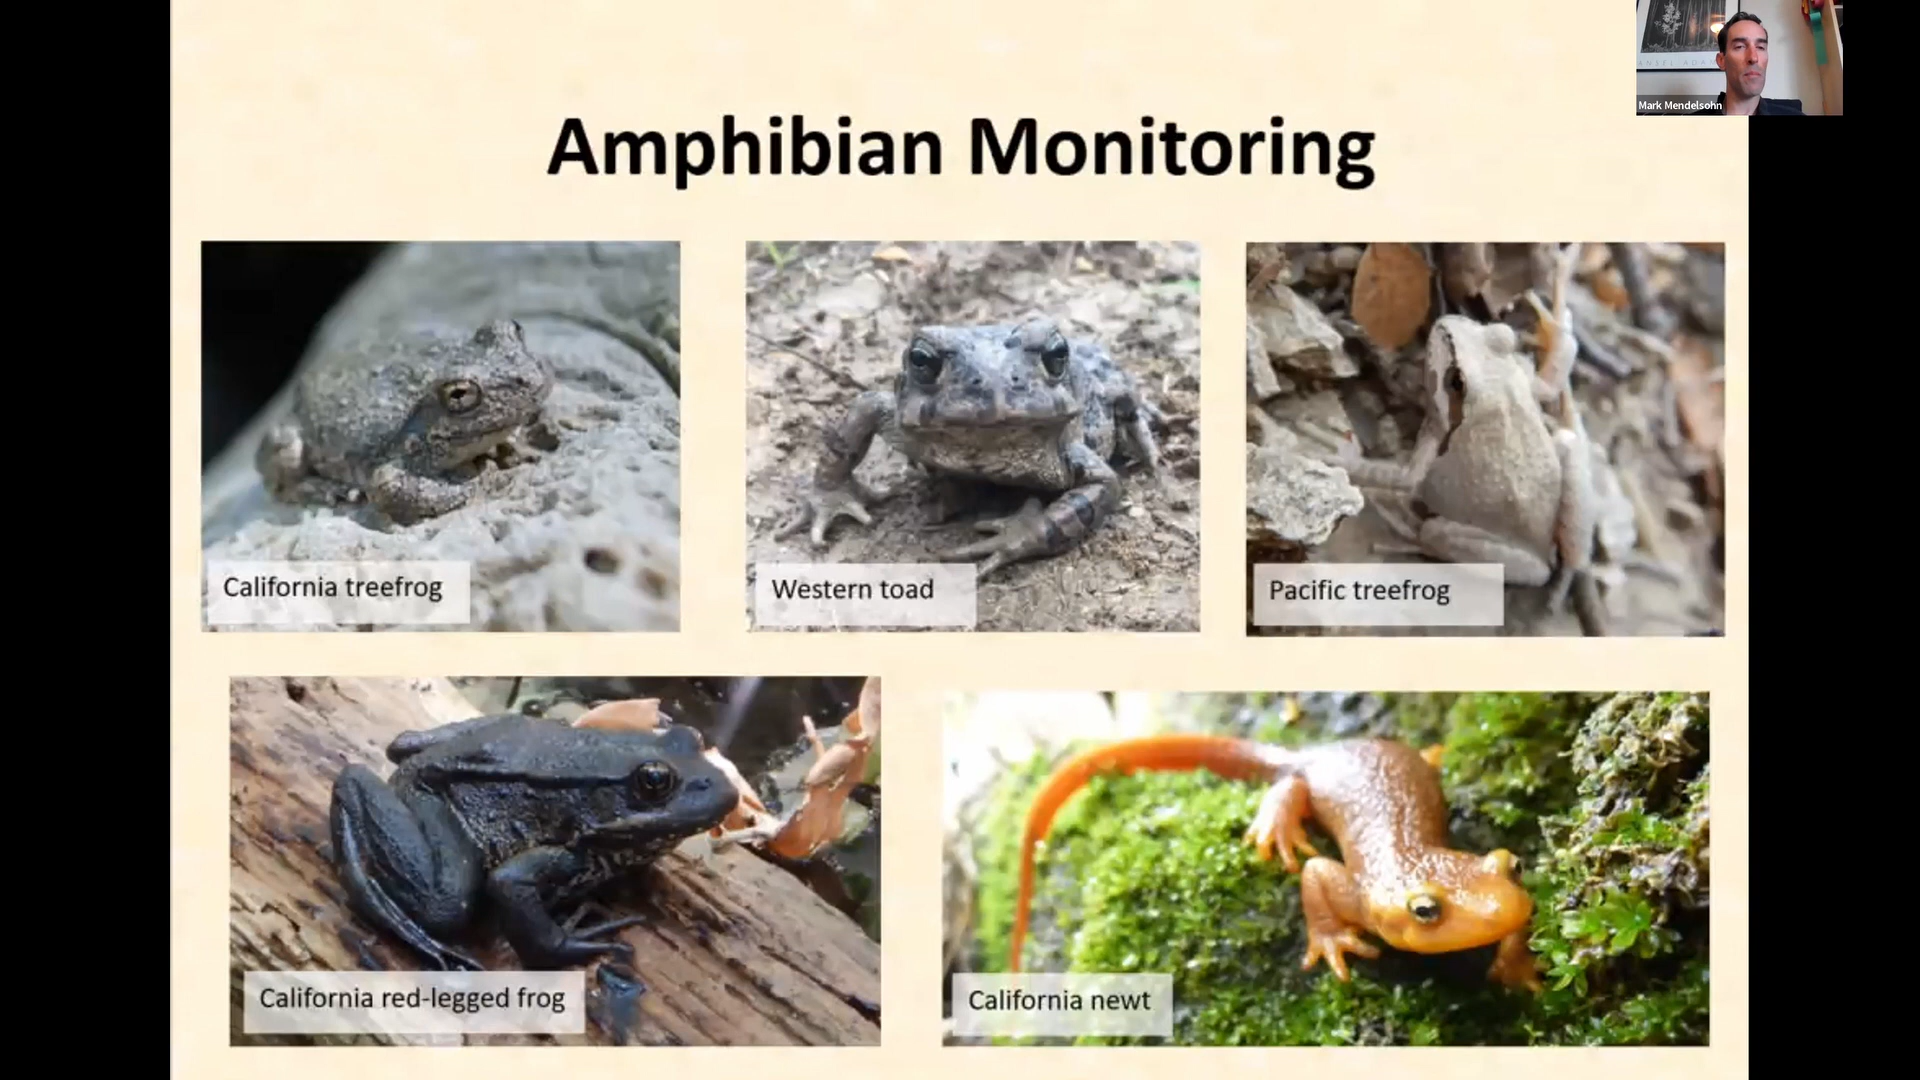 Mark Mendelsohn
Amphibian Monitoring
California treefrog
Western toad
Pacific treefrog
California red-legged frog
California newt